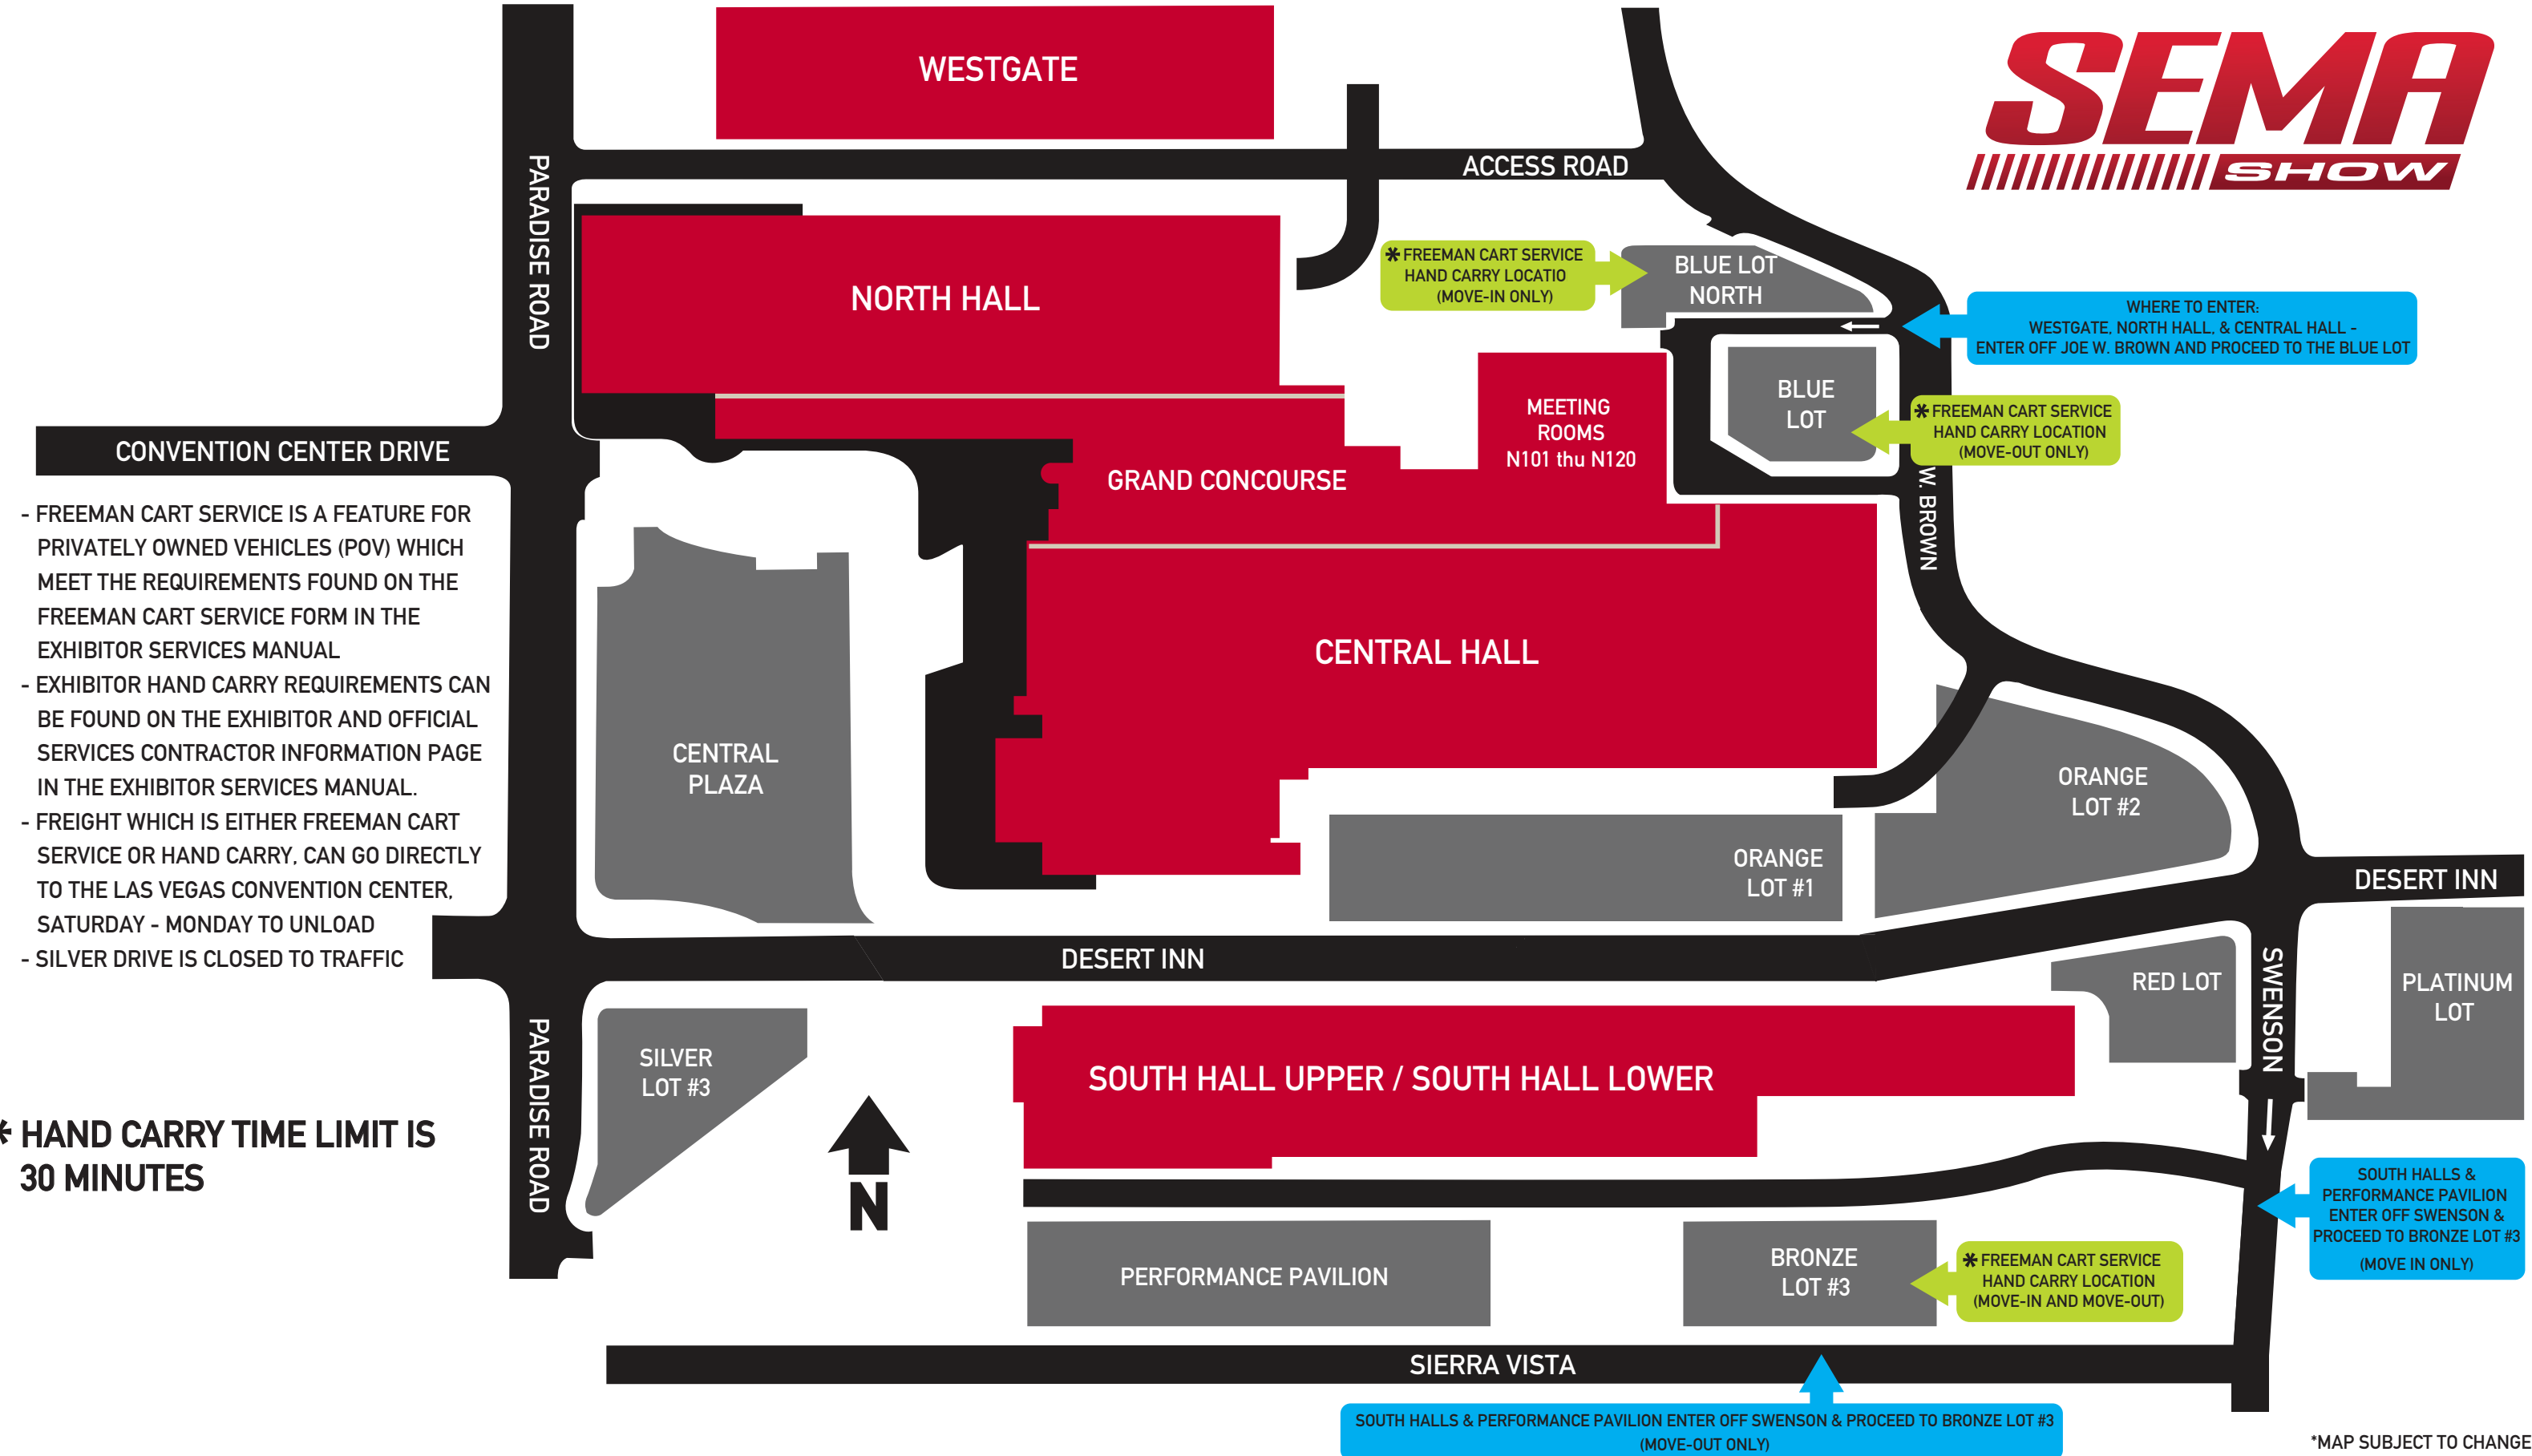 WESTGATE
SEMA
SHOW
ACCESS ROAD
PARADISE ROAD
NORTH HALL
* FREEMAN CART SERVICE
HAND CARRY LOCATIO
(MOVE-IN ONLY)
BLUE LOT
NORTH
WHERE TO ENTER:
WESTGATE, NORTH HALL, & CENTRAL HALL -
ENTER OFF JOE W. BROWN AND PROCEED TO THE BLUE LOT
BLUE
LOT
* FREEMAN CART SERVICE
HAND CARRY LOCATION
(MOVE-OUT ONLY)
MEETING
ROOMS
N101 thu N120
CONVENTION CENTER DRIVE
GRAND CONCOURSE
W. BROWN
- FREEMAN CART SERVICE IS A FEATURE FOR
PRIVATELY OWNED VEHICLES (POV) WHICH
MEET THE REQUIREMENTS FOUND ON THE
FREEMAN CART SERVICE FORM IN THE
EXHIBITOR SERVICES MANUAL
- EXHIBITOR HAND CARRY REQUIREMENTS CAN
BE FOUND ON THE EXHIBITOR AND OFFICIAL
SERVICES CONTRACTOR INFORMATION PAGE
IN THE EXHIBITOR SERVICES MANUAL.
- FREIGHT WHICH IS EITHER FREEMAN CART
SERVICE OR HAND CARRY, CAN GO DIRECTLY
TO THE LAS VEGAS CONVENTION CENTER,
SATURDAY - MONDAY TO UNLOAD
- SILVER DRIVE IS CLOSED TO TRAFFIC
CENTRAL HALL
CENTRAL
PLAZA
ORANGE
LOT #2
ORANGE
LOT #1
DESERT INN
DESERT INN
RED LOT
SWENSON
PLATINUM
LOT
SILVER
LOT #3
PARADISE ROAD
SOUTH HALL UPPER / SOUTH HALL LOWER
* HAND CARRY TIME LIMIT IS
30 MINUTES
N
SOUTH HALLS &
PERFORMANCE PAVILION
ENTER OFF SWENSON &
PROCEED TO BRONZE LOT #3
(MOVE IN ONLY)
PERFORMANCE PAVILION
BRONZE
LOT #3
* FREEMAN CART SERVICE
HAND CARRY LOCATION
(MOVE-IN AND MOVE-OUT)
SIERRA VISTA
SOUTH HALLS & PERFORMANCE PAVILION ENTER OFF SWENSON & PROCEED TO BRONZE LOT #3
(MOVE-OUT ONLY)
*MAP SUBJECT TO CHANGE